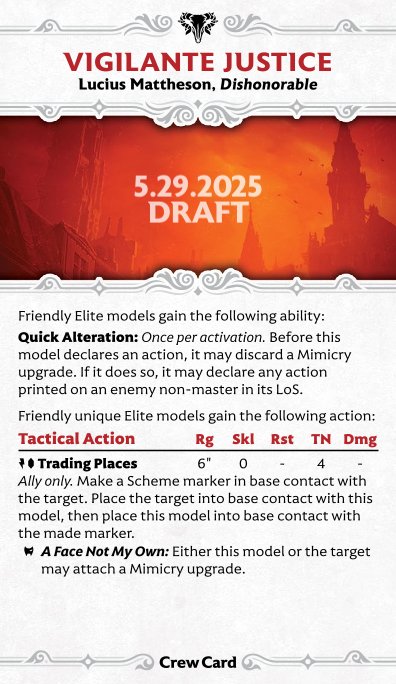 VIGILANTE JUSTICE
Lucius Mattheson, Dishonorable
5.29.2025
DRAFT
Friendly Elite models gain the following ability:
Quick Alteration: Once per activation. Before this
model declares an action, it may discard a Mimicry
upgrade. If it does so, it may declare any action
printed on an enemy non-master in its LoS.
Friendly unique Elite models gain the following action:
Tactical Action Rg Skl Rst TN Dmg
Trading Places 6" 0 - 4 -
Ally only. Make a Scheme marker in base contact with
the target. Place the target into base contact with this
model, then place this model into base contact with
the made marker.
A Face Not My Own: Either this model or the target
may attach a Mimicry upgrade.
Crew Card